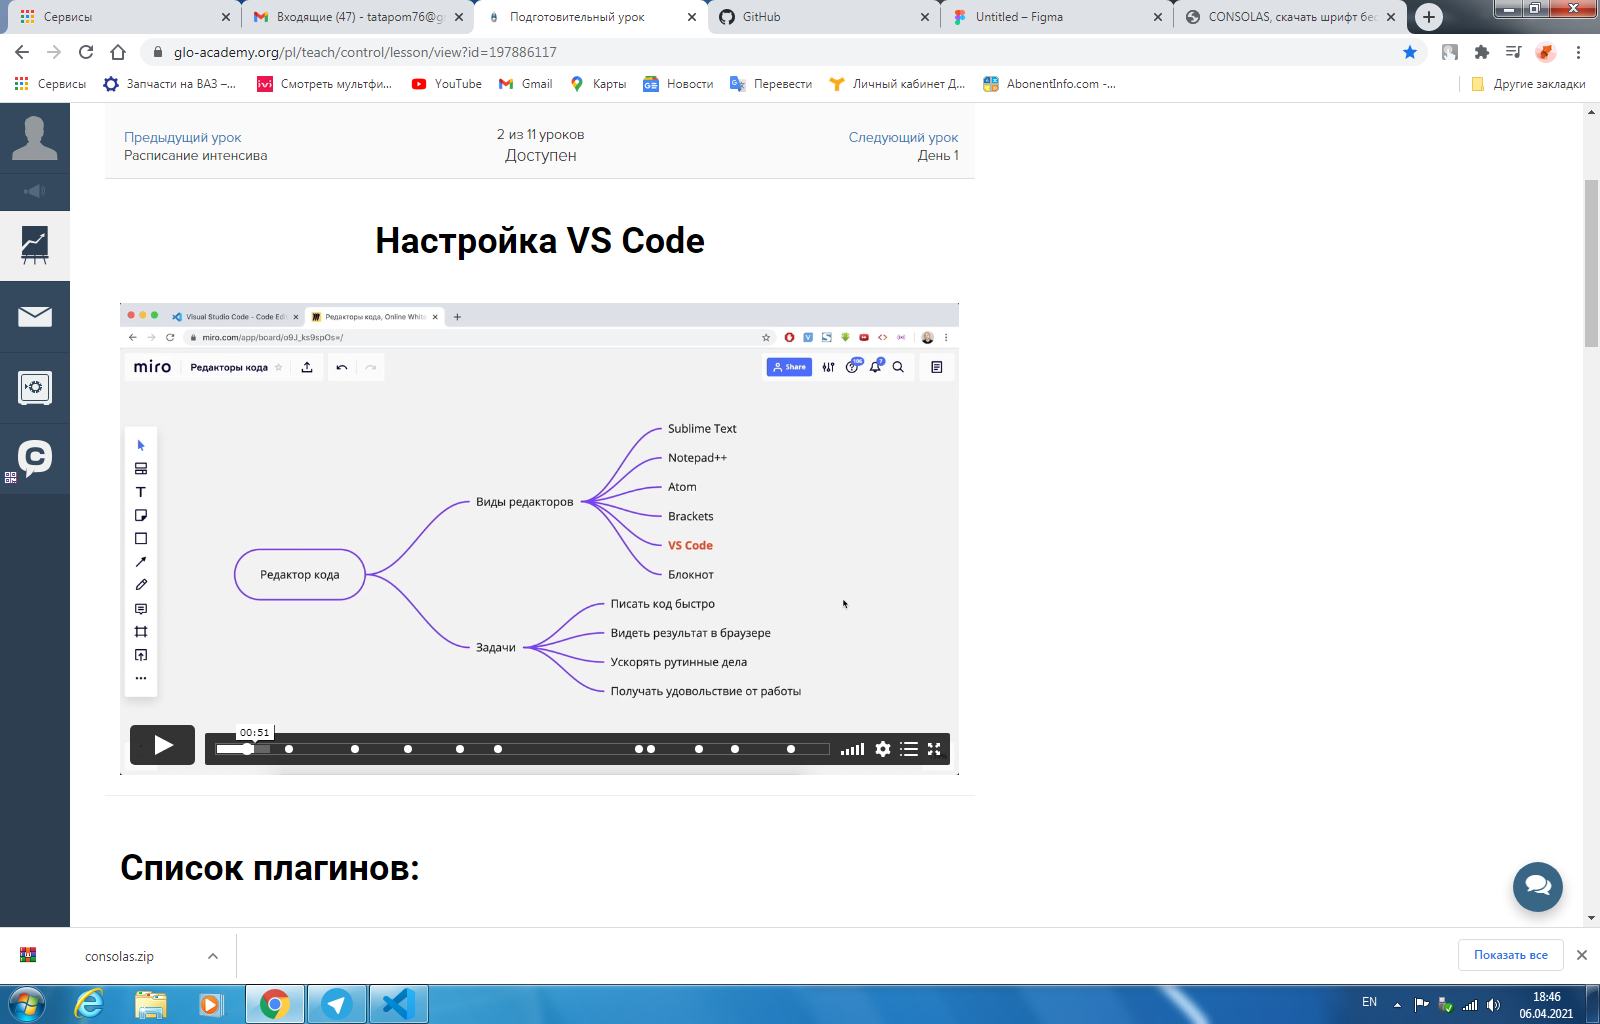 Сервисы
Входящие (47) - tatapom76@g
Подготовительный урок
GitHub
Untitled – Figma
CONSOLAS, скачать шрифт бес
glo-academy.org/pl/teach/control/lesson/view?id=197886117
Сервисы
Запчасти на ВАЗ –...
ivi
Смотреть мультфи...
YouTube
Gmail
Карты
Новости
Перевести
Личный кабинет Д...
AbonentInfo.com -...
Другие закладки
Предыдущий урок
Расписание интенсива
2 из 11 уроков
Доступен
Следующий урок
День 1
Настройка VS Code
Visual Studio Code - Code Edi
Редакторы кода, Online White
miro.com/app/board/o9J_ks9spOs=/
miro
Редакторы кода
Share
106
7
Sublime Text
Notepad++
Atom
Brackets
VS Code
Блокнот
Виды редакторов
Редактор кода
Задачи
Писать код быстро
Видеть результат в браузере
Ускорять рутинные дела
Получать удовольствие от работы
00:51
Список плагинов:
consolas.zip
Показать все
EN
18:46
06.04.2021